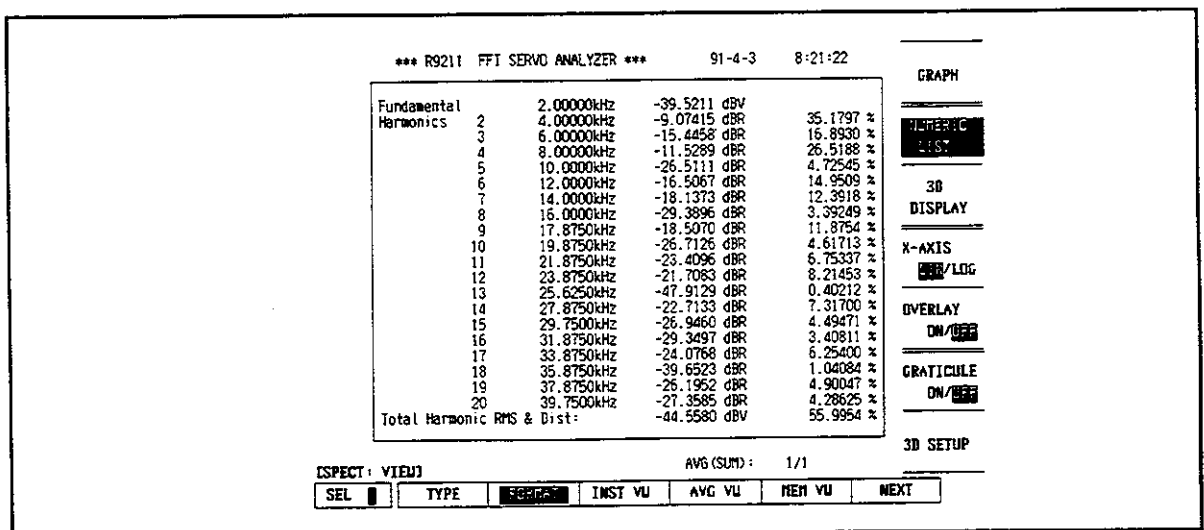 *** R9211 FFT SERVO ANALYZER *** 91-4-3 8:21:22
Fundamental 2.00000kHz -39.5211 dBV
Harmonics 2 4.00000kHz -9.07415 dBR 35.1797 %
3 6.00000kHz -15.4458 dBR 16.8930 %
4 8.00000kHz -11.5289 dBR 26.5188 %
5 10.0000kHz -26.5111 dBR 4.72545 %
6 12.0000kHz -16.5067 dBR 14.9509 %
7 14.0000kHz -18.1373 dBR 12.3918 %
8 16.0000kHz -29.3896 dBR 3.39249 %
9 17.8750kHz -18.5070 dBR 11.8754 %
10 19.8750kHz -26.7126 dBR 4.61713 %
11 21.8750kHz -23.4096 dBR 6.75337 %
12 23.8750kHz -21.7083 dBR 8.21453 %
13 25.6250kHz -47.9129 dBR 0.40212 %
14 27.8750kHz -22.7133 dBR 7.31700 %
15 29.7500kHz -26.9460 dBR 4.49471 %
16 31.8750kHz -29.3497 dBR 3.40811 %
17 33.8750kHz -24.0768 dBR 6.25400 %
18 35.8750kHz -39.6523 dBR 1.04084 %
19 37.8750kHz -26.1952 dBR 4.90047 %
20 39.7500kHz -27.3585 dBR 4.28625 %
Total Harmonic RMS & Dist: -44.5580 dBV 55.9954 %
GRAPH
NUMERIC
LIST
3D
DISPLAY
X-AXIS
/LOG
OVERLAY
ON/OFF
GRATICULE
ON/OFF
3D SETUP
[SPECT: VIEW] AVG(SUM): 1/1
SEL TYPE FORMAT INST VU AVG VU MEM VU NEXT